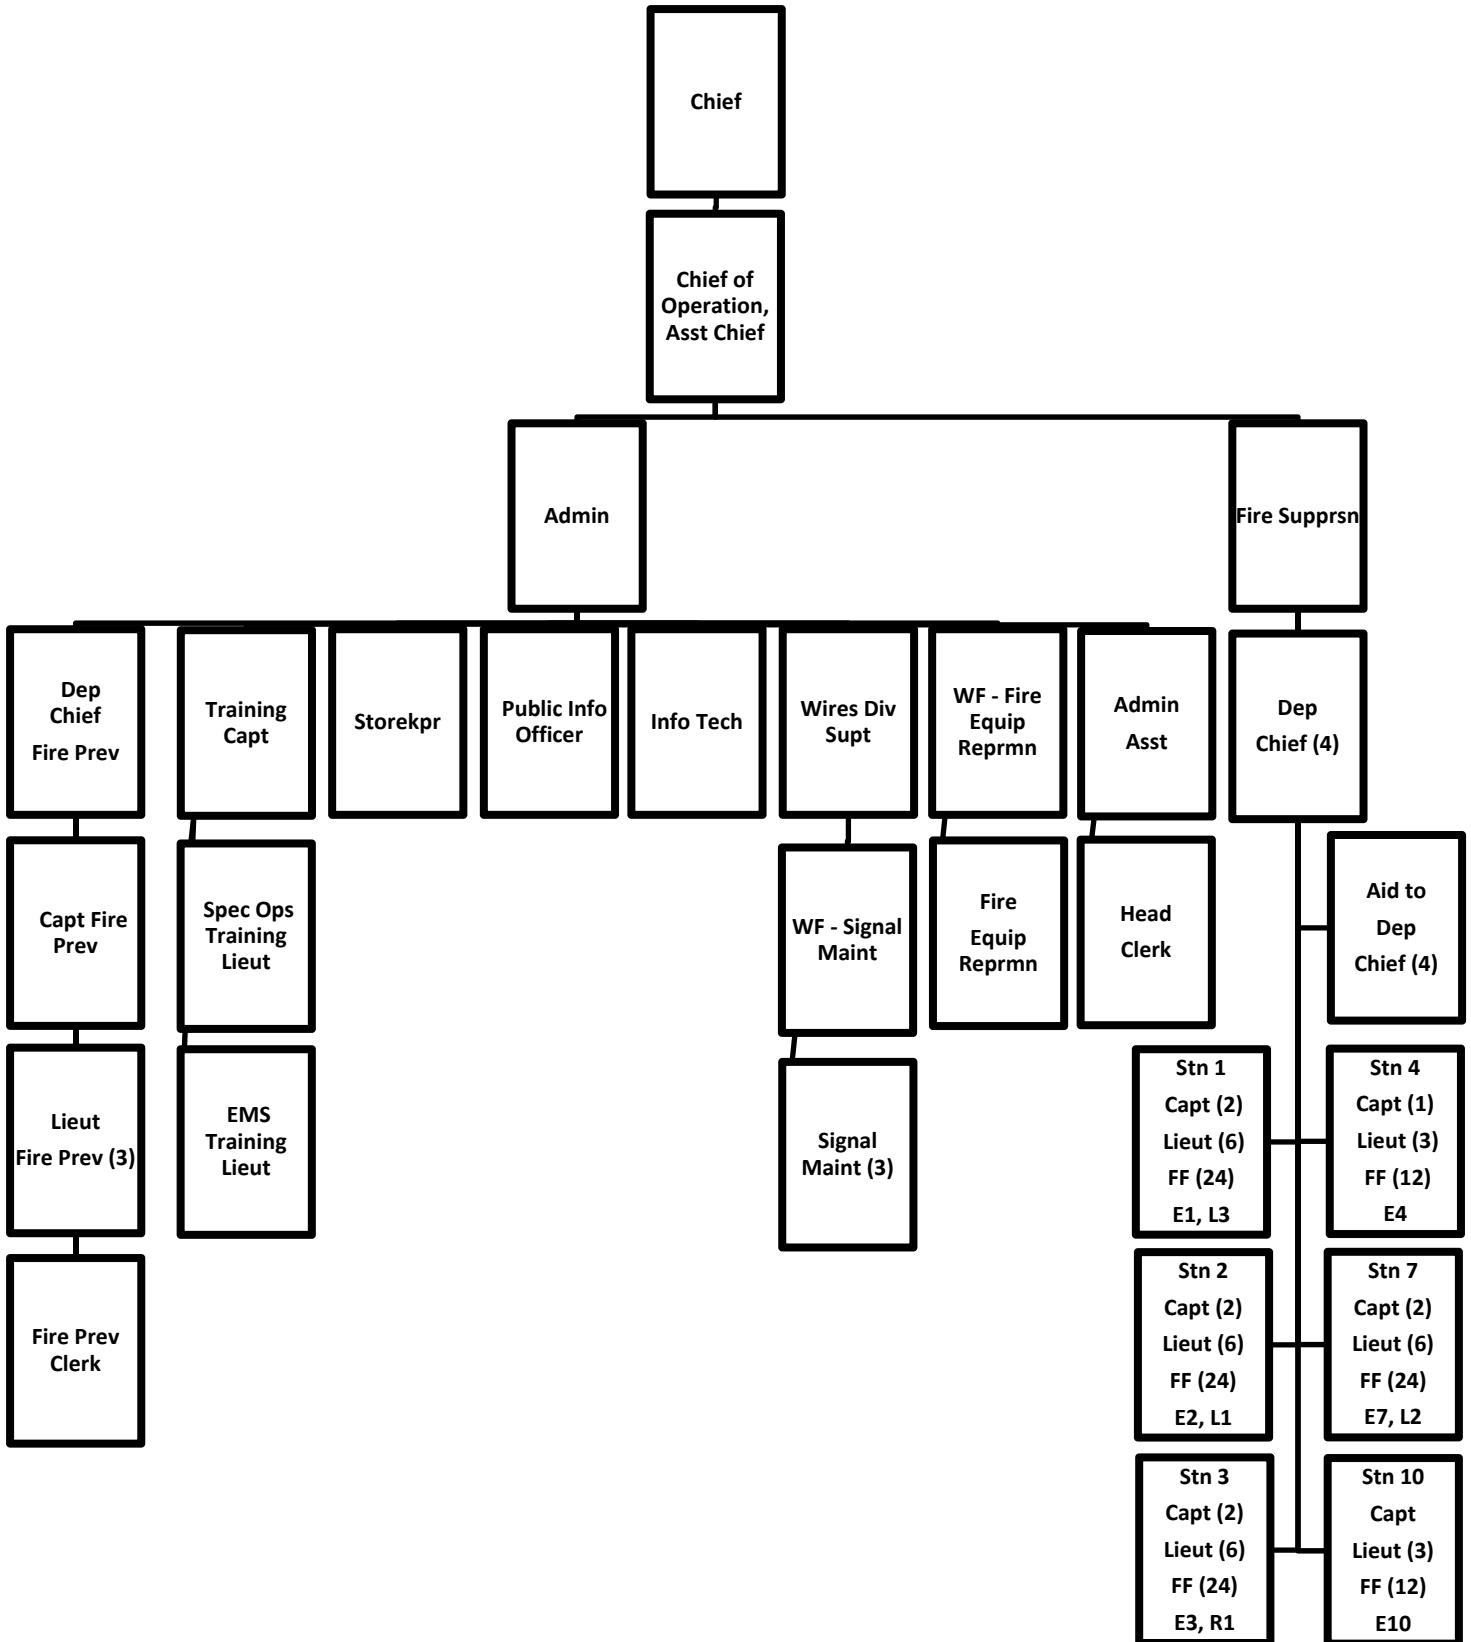 Chief
Chief of
Operation,
Asst Chief
Admin
Fire Supprsn
Dep
Chief
Fire Prev
Training
Capt
Storekpr
Public Info
Officer
Info Tech
Wires Div
Supt
WF - Fire
Equip
Reprmn
Admin
Asst
Dep
Chief (4)
Capt Fire
Prev
Spec Ops
Training
Lieut
WF - Signal
Maint
Fire
Equip
Reprmn
Head
Clerk
Aid to
Dep
Chief (4)
Lieut
Fire Prev (3)
EMS
Training
Lieut
Signal
Maint (3)
Stn 1
Capt (2)
Lieut (6)
FF (24)
E1, L3
Stn 4
Capt (1)
Lieut (3)
FF (12)
E4
Fire Prev
Clerk
Stn 2
Capt (2)
Lieut (6)
FF (24)
E2, L1
Stn 7
Capt (2)
Lieut (6)
FF (24)
E7, L2
Stn 3
Capt (2)
Lieut (6)
FF (24)
E3, R1
Stn 10
Capt
Lieut (3)
FF (12)
E10